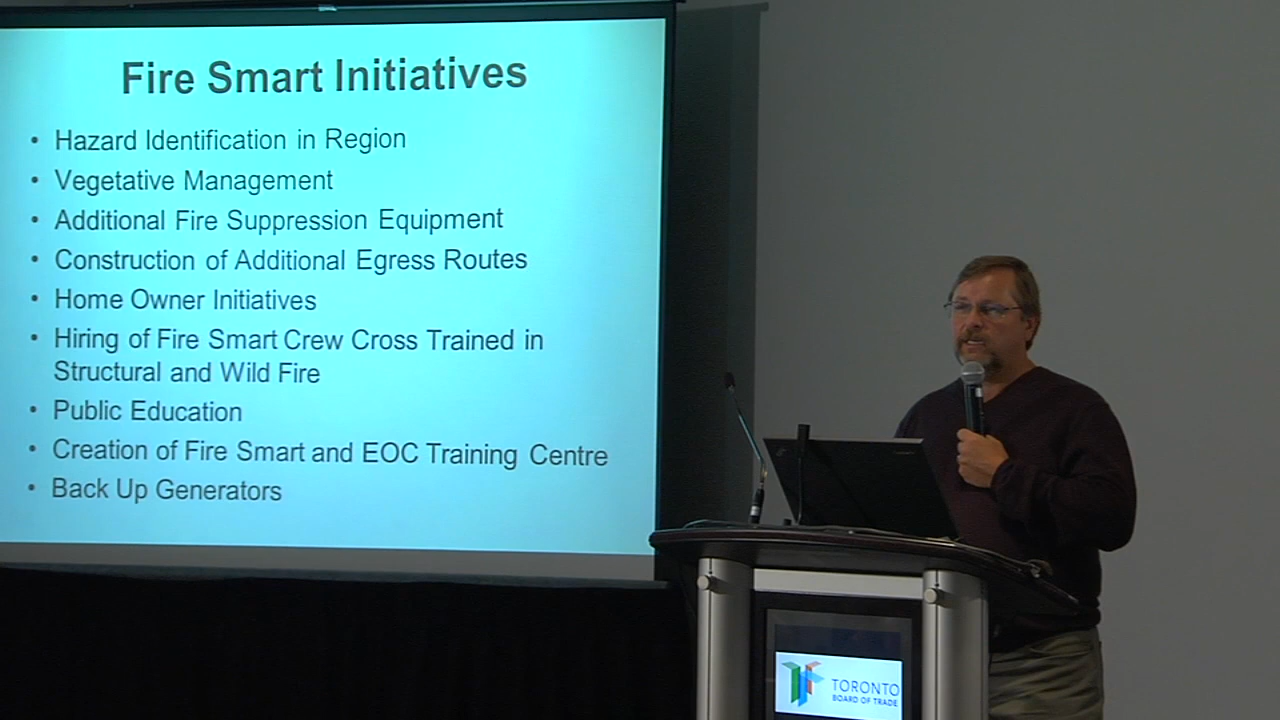 Fire Smart Initiatives
• Hazard Identification in Region
• Vegetative Management
• Additional Fire Suppression Equipment
• Construction of Additional Egress Routes
• Home Owner Initiatives
• Hiring of Fire Smart Crew Cross Trained in
Structural and Wild Fire
• Public Education
• Creation of Fire Smart and EOC Training Centre
• Back Up Generators
TORONTO
BOARD OF TRADE